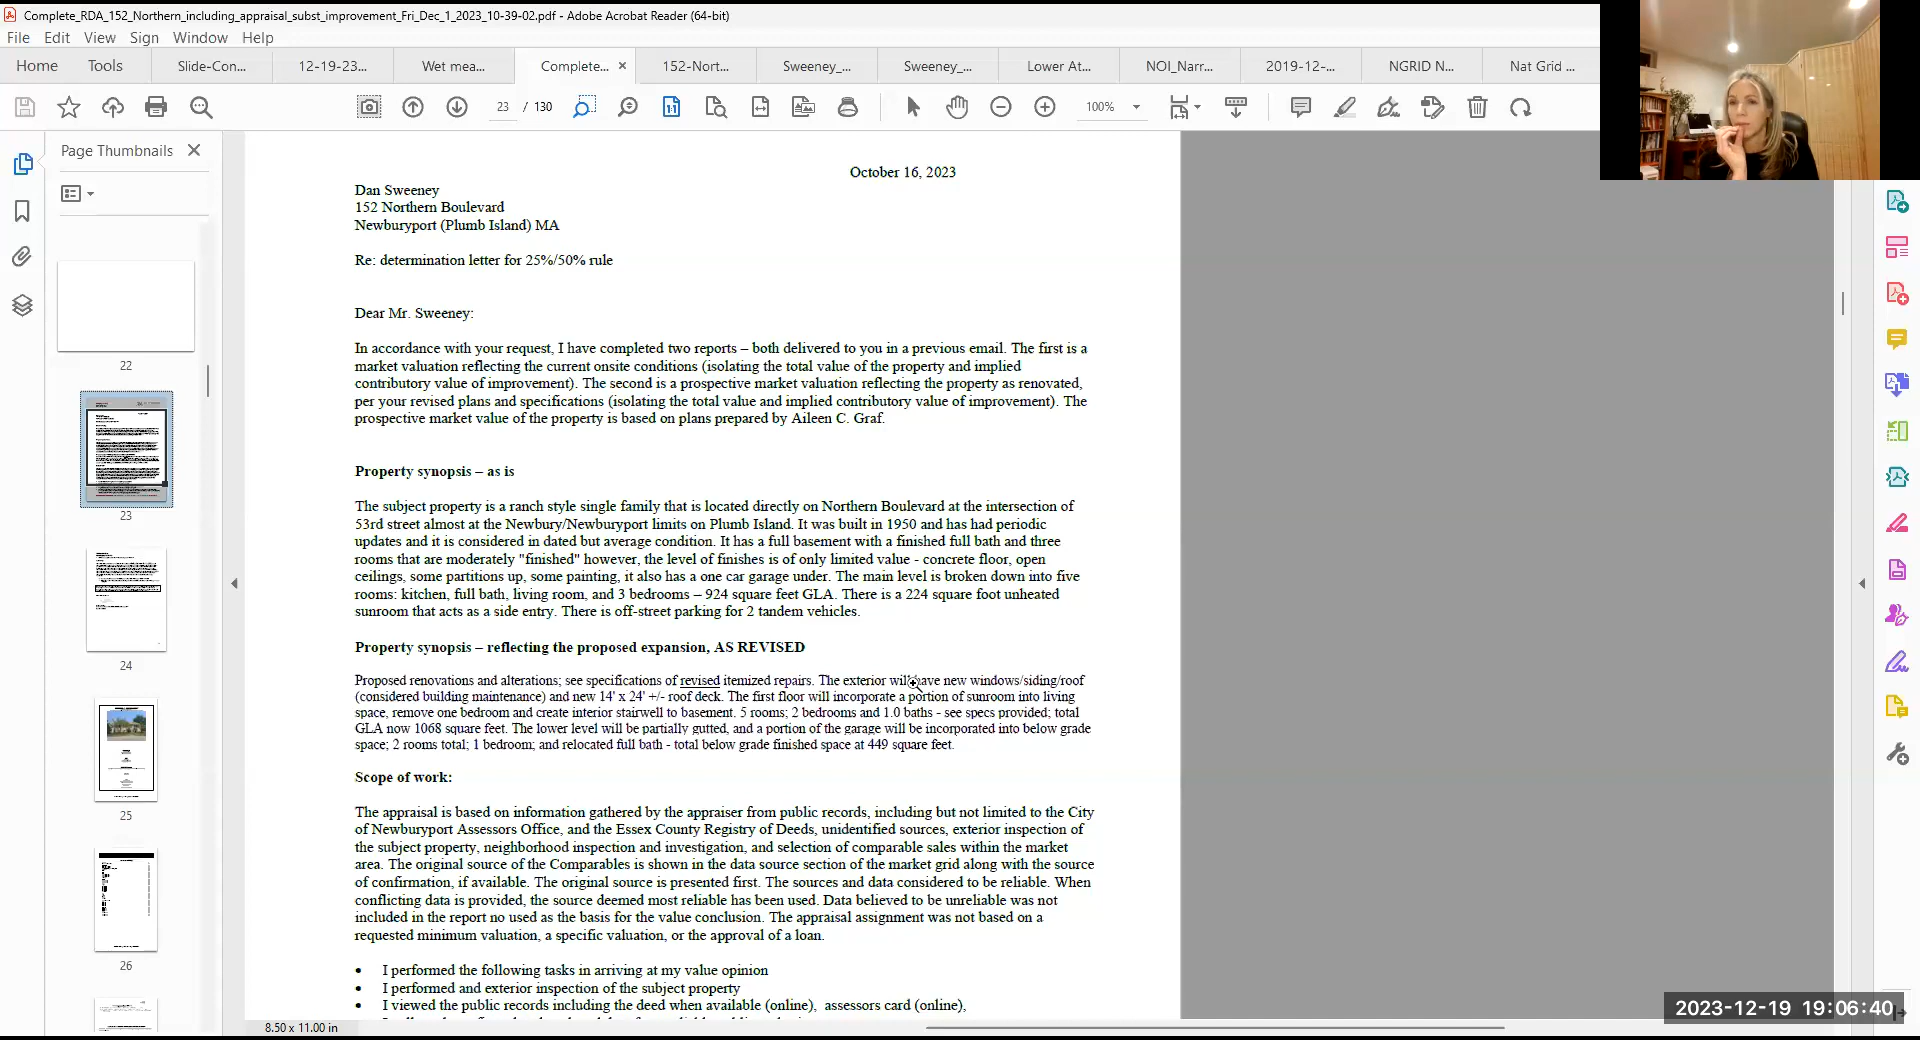 Complete_RDA_152_Northern_including_appraisal_subst_improvement_Fri_Dec_1_2023_10-39-02.pdf - Adobe Acrobat Reader (64-bit)
File Edit View Sign Window Help
Home Tools Slide-Con... 12-19-23... Wet mea... Complete... × 152-Nort... Sweeney_... Sweeney_... Lower At... NOI_Narr... 2019-12-... NGRID N... Nat Grid ...
23 / 130 100%
Page Thumbnails
22
23
24
25
26
October 16, 2023
Dan Sweeney
152 Northern Boulevard
Newburyport (Plumb Island) MA
Re: determination letter for 25%/50% rule
Dear Mr. Sweeney:
In accordance with your request, I have completed two reports – both delivered to you in a previous email. The first is a
market valuation reflecting the current onsite conditions (isolating the total value of the property and implied
contributory value of improvement). The second is a prospective market valuation reflecting the property as renovated,
per your revised plans and specifications (isolating the total value and implied contributory value of improvement). The
prospective market value of the property is based on plans prepared by Aileen C. Graf.
Property synopsis – as is
The subject property is a ranch style single family that is located directly on Northern Boulevard at the intersection of
53rd street almost at the Newbury/Newburyport limits on Plumb Island. It was built in 1950 and has had periodic
updates and it is considered in dated but average condition. It has a full basement with a finished full bath and three
rooms that are moderately "finished" however, the level of finishes is of only limited value - concrete floor, open
ceilings, some partitions up, some painting, it also has a one car garage under. The main level is broken down into five
rooms: kitchen, full bath, living room, and 3 bedrooms – 924 square feet GLA. There is a 224 square foot unheated
sunroom that acts as a side entry. There is off-street parking for 2 tandem vehicles.
Property synopsis – reflecting the proposed expansion, AS REVISED
Proposed renovations and alterations; see specifications of revised itemized repairs. The exterior will have new windows/siding/roof
(considered building maintenance) and new 14' x 24' +/- roof deck. The first floor will incorporate a portion of sunroom into living
space, remove one bedroom and create interior stairwell to basement. 5 rooms; 2 bedrooms and 1.0 baths - see specs provided; total
GLA now 1068 square feet. The lower level will be partially gutted, and a portion of the garage will be incorporated into below grade
space; 2 rooms total; 1 bedroom; and relocated full bath - total below grade finished space at 449 square feet.
Scope of work:
The appraisal is based on information gathered by the appraiser from public records, including but not limited to the City
of Newburyport Assessors Office, and the Essex County Registry of Deeds, unidentified sources, exterior inspection of
the subject property, neighborhood inspection and investigation, and selection of comparable sales within the market
area. The original source of the Comparables is shown in the data source section of the market grid along with the source
of confirmation, if available. The original source is presented first. The sources and data considered to be reliable. When
conflicting data is provided, the source deemed most reliable has been used. Data believed to be unreliable was not
included in the report no used as the basis for the value conclusion. The appraisal assignment was not based on a
requested minimum valuation, a specific valuation, or the approval of a loan.
• I performed the following tasks in arriving at my value opinion
• I performed and exterior inspection of the subject property
• I viewed the public records including the deed when available (online), assessors card (online),
8.50 x 11.00 in
2023-12-19 19:06:40